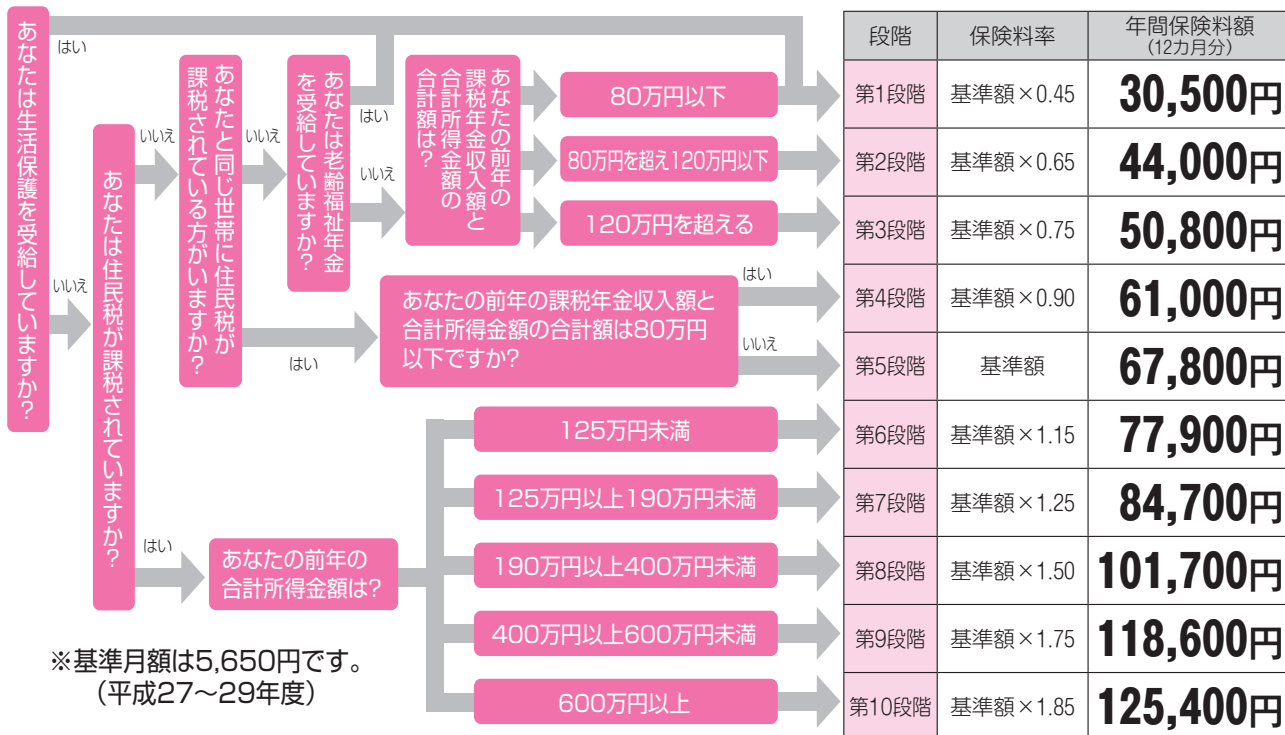 あなたは生活保護を受給していますか?
はい
いいえ
あなたは住民税が課税されていますか?
いいえ
はい
あなたと同じ世帯に住民税が
課税されている方がいますか?
いいえ
はい
あなたは老齢福祉年金
を受給していますか?
はい
いいえ
あなたの前年の
課税年金収入額と
合計所得金額の
合計額は?
80万円以下
80万円を超え120万円以下
120万円を超える
あなたの前年の課税年金収入額と
合計所得金額の合計額は80万円
以下ですか?
はい
いいえ
あなたの前年の
合計所得金額は?
125万円未満
125万円以上190万円未満
190万円以上400万円未満
400万円以上600万円未満
600万円以上
※基準月額は5,650円です。
(平成27～29年度)
段階 保険料率 年間保険料額
(12カ月分)
第1段階 基準額×0.45 30,500円
第2段階 基準額×0.65 44,000円
第3段階 基準額×0.75 50,800円
第4段階 基準額×0.90 61,000円
第5段階 基準額 67,800円
第6段階 基準額×1.15 77,900円
第7段階 基準額×1.25 84,700円
第8段階 基準額×1.50 101,700円
第9段階 基準額×1.75 118,600円
第10段階 基準額×1.85 125,400円